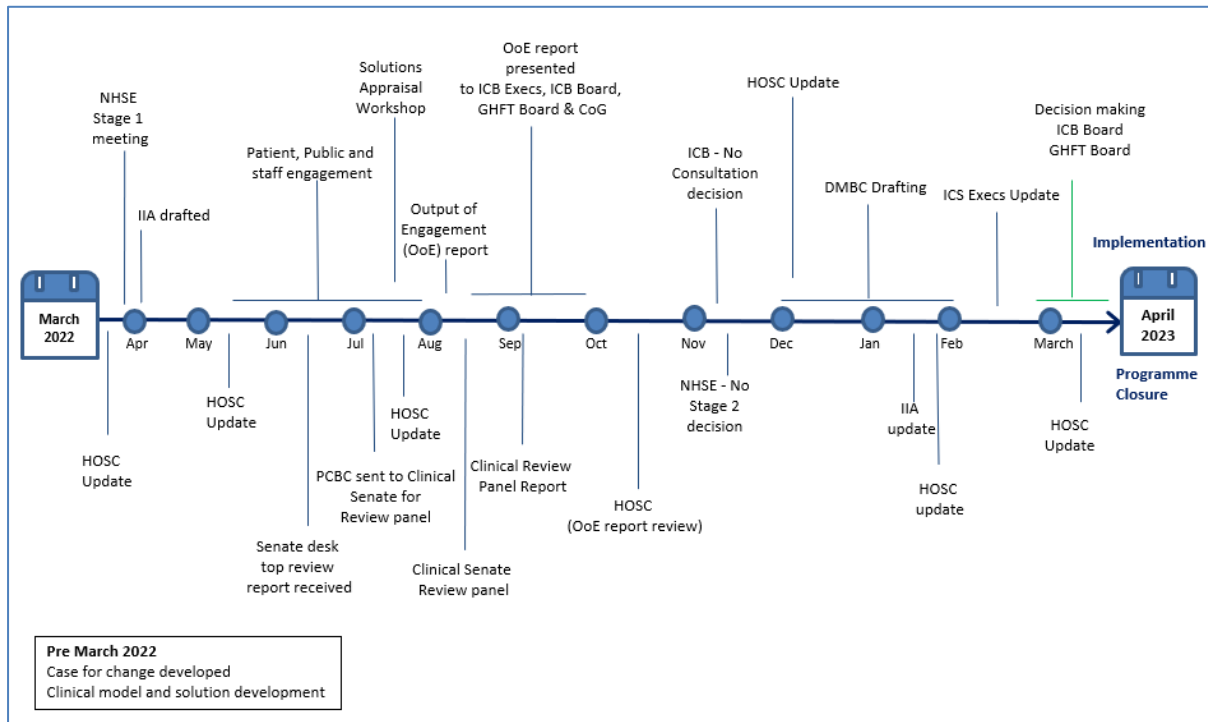 OoE report
presented
to ICB Execs, ICB Board,
GHFT Board & CoG
Solutions
Appraisal
Workshop
HOSC Update
NHSE
Stage 1
meeting
Decision making
ICB Board
GHFT Board
Patient, Public and
staff engagement
ICB - No
Consultation
decision
DMBC Drafting
ICS Execs Update
IIA drafted
Output of
Engagement
(OoE) report
Implementation
March
2022
April
2023
Apr
May
Jun
Jul
Aug
Sep
Oct
Nov
Dec
Jan
Feb
March
Programme
Closure
HOSC
Update
HOSC
Update
Senate desk
top review
report received
PCBC sent to Clinical
Senate for
Review panel
HOSC
Update
Clinical Senate
Review panel
Clinical Review
Panel Report
HOSC
(OoE report review)
NHSE - No
Stage 2
decision
IIA
update
HOSC
update
HOSC
Update
Pre March 2022
Case for change developed
Clinical model and solution development